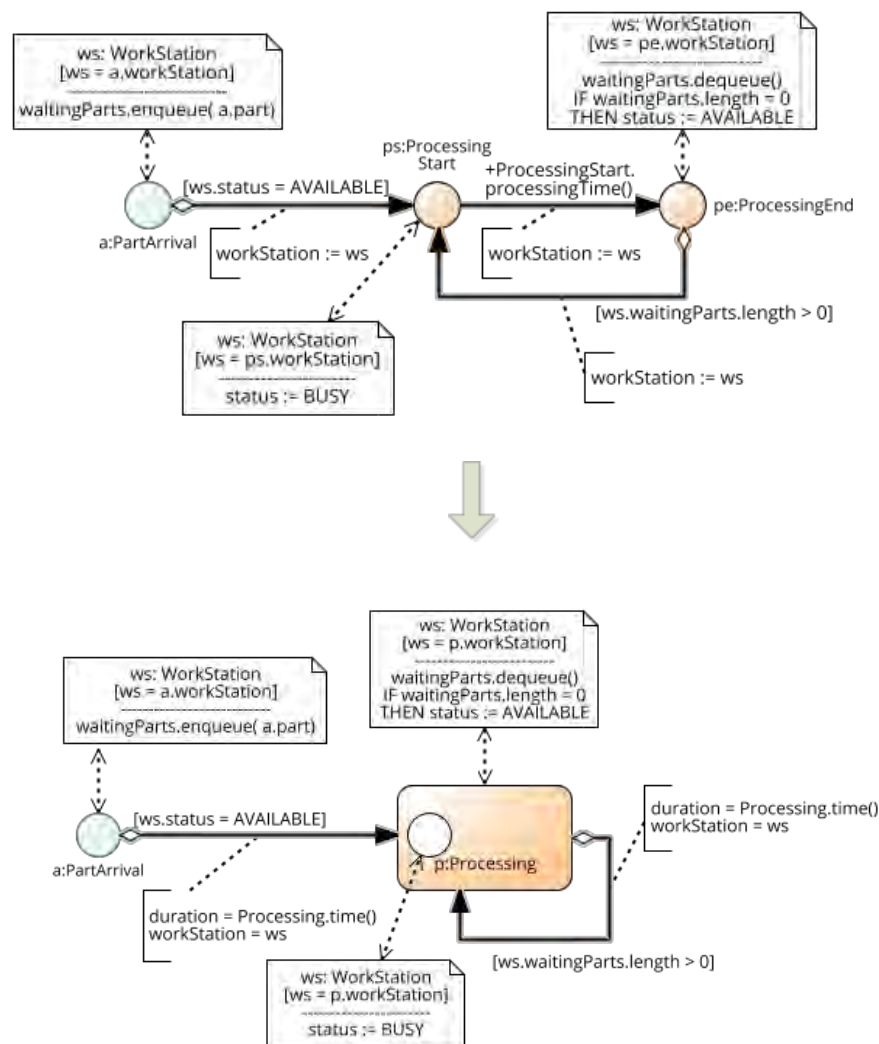 ws: WorkStation
[ws = a.workStation]
waitingParts.enqueue( a.part)
ws: WorkStation
[ws = pe.workStation]
waitingParts.dequeue()
IF waitingParts.length = 0
THEN status := AVAILABLE
ps:Processing
Start
[ws.status = AVAILABLE]
+ProcessingStart.
processingTime()
a:PartArrival
pe:ProcessingEnd
workStation := ws
workStation := ws
[ws.waitingParts.length > 0]
ws: WorkStation
[ws = ps.workStation]
status := BUSY
workStation := ws
ws: WorkStation
[ws = p.workStation]
waitingParts.dequeue()
IF waitingParts.length = 0
THEN status := AVAILABLE
ws: WorkStation
[ws = a.workStation]
waitingParts.enqueue( a.part)
[ws.status = AVAILABLE]
duration = Processing.time()
workStation = ws
a:PartArrival
p:Processing
duration = Processing.time()
workStation = ws
[ws.waitingParts.length > 0]
ws: WorkStation
[ws = p.workStation]
status := BUSY